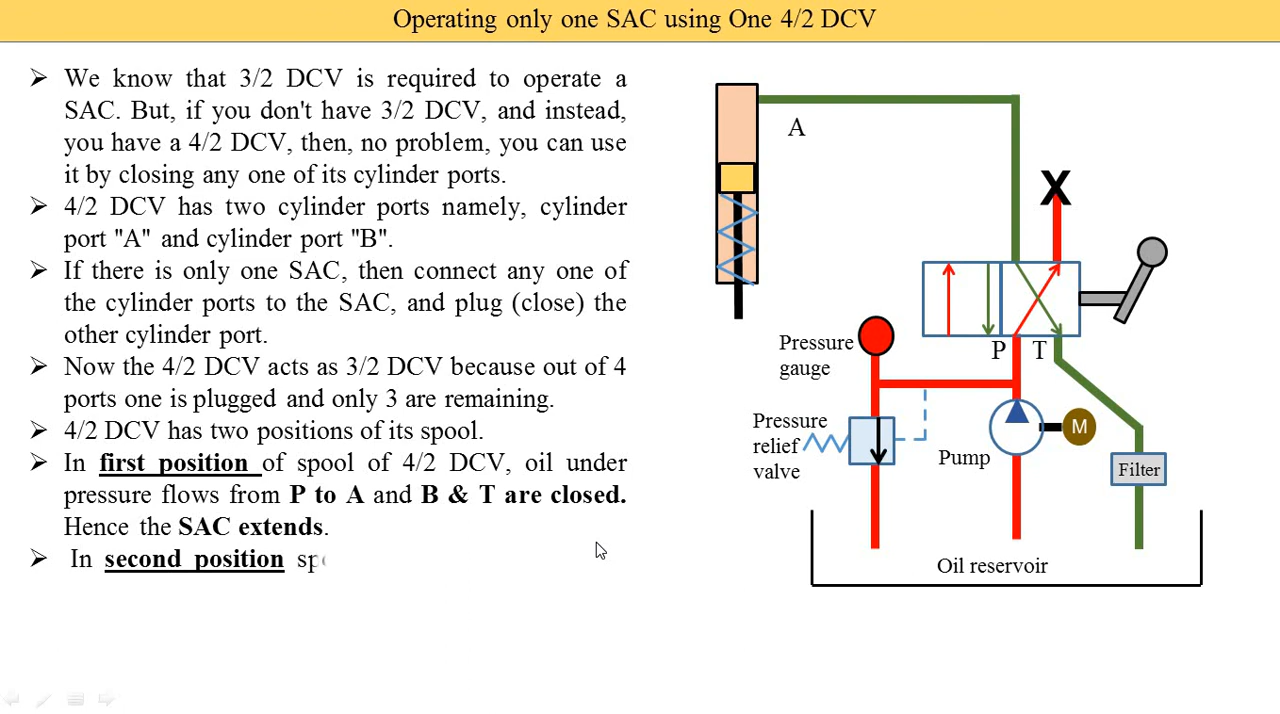 Operating only one SAC using One 4/2 DCV
➢ We know that 3/2 DCV is required to operate a
SAC. But, if you don't have 3/2 DCV, and instead,
you have a 4/2 DCV, then, no problem, you can use
it by closing any one of its cylinder ports.
➢ 4/2 DCV has two cylinder ports namely, cylinder
port "A" and cylinder port "B".
➢ If there is only one SAC, then connect any one of
the cylinder ports to the SAC, and plug (close) the
other cylinder port.
➢ Now the 4/2 DCV acts as 3/2 DCV because out of 4
ports one is plugged and only 3 are remaining.
➢ 4/2 DCV has two positions of its spool.
➢ In first position of spool of 4/2 DCV, oil under
pressure flows from P to A and B & T are closed.
Hence the SAC extends.
➢ In second position
A
X
P T
Pressure
gauge
Pressure
relief
valve
Pump
M
Filter
Oil reservoir